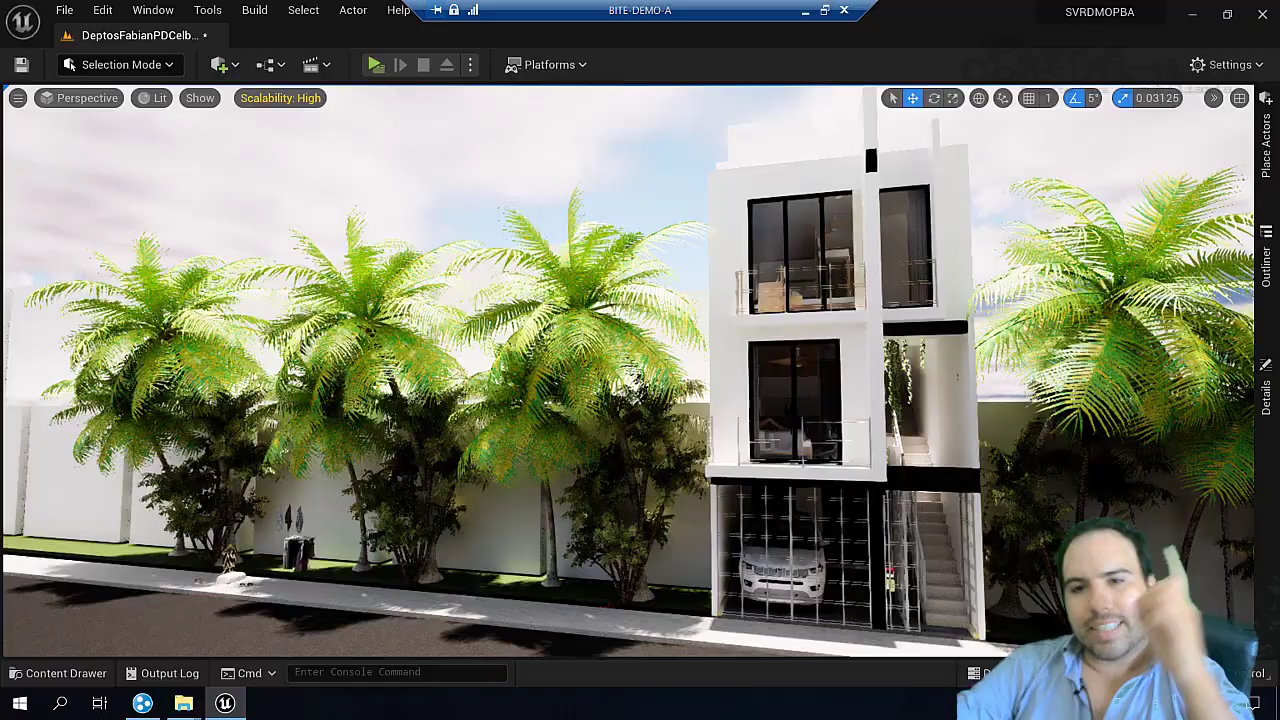 File Edit Window Tools Build Select Actor Help
BITE-DEMO-A
SVRDMOPBA
DeptosFabianPDCelb... •
Selection Mode
Platforms
Settings
Perspective
Lit
Show
Scalability: High
1
5°
0.03125
Place Actors
Outliner
Details
Content Drawer
Output Log
Cmd
Enter Console Command